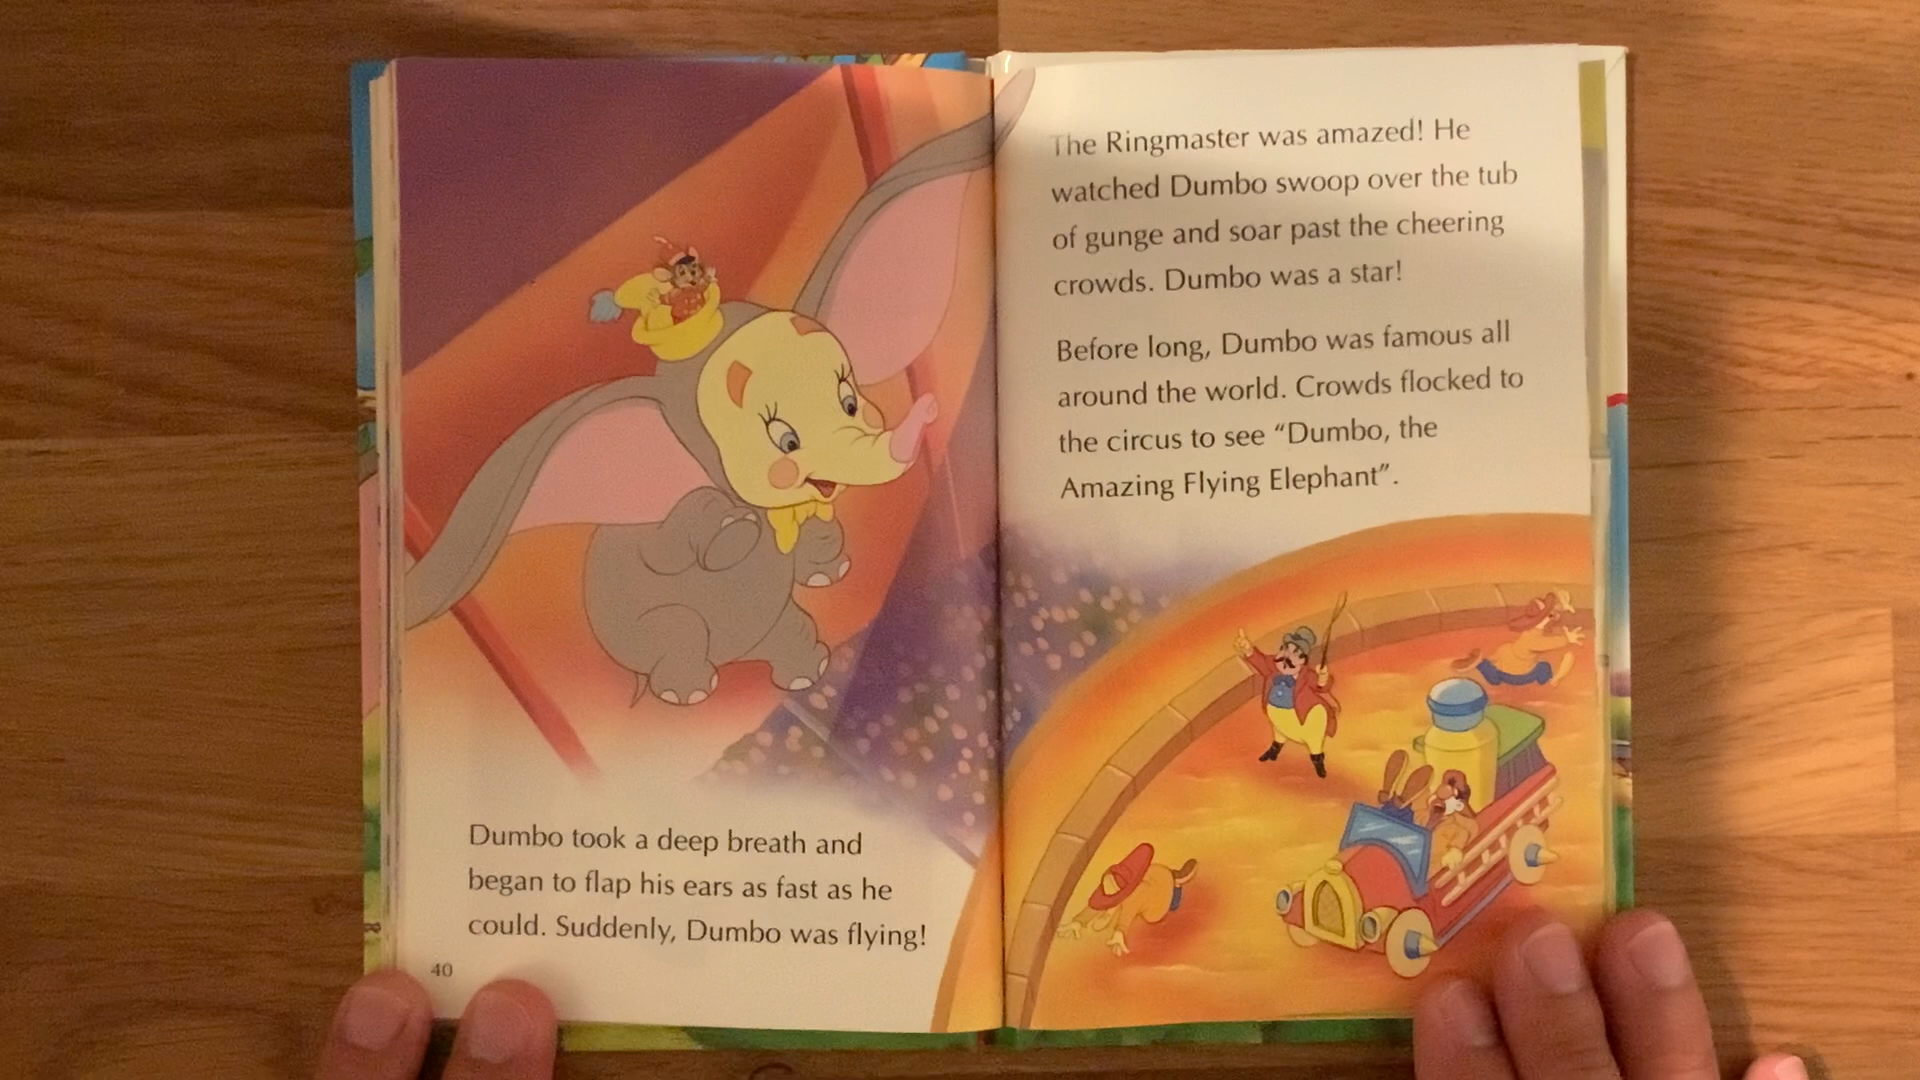 Dumbo took a deep breath and
began to flap his ears as fast as he
could. Suddenly, Dumbo was flying!
40
The Ringmaster was amazed! He
watched Dumbo swoop over the tub
of gunge and soar past the cheering
crowds. Dumbo was a star!
Before long, Dumbo was famous all
around the world. Crowds flocked to
the circus to see “Dumbo, the
Amazing Flying Elephant”.